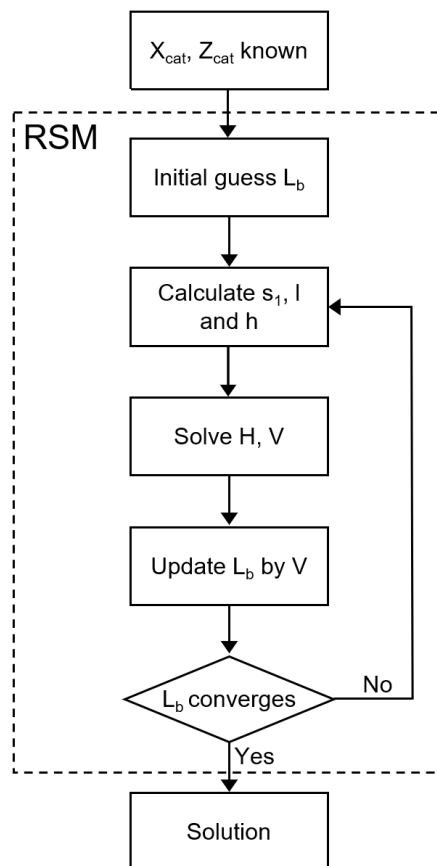 X_cat, Z_cat known
RSM
Initial guess L_b
Calculate s_1, l
and h
Solve H, V
Update L_b by V
L_b converges
No
Yes
Solution